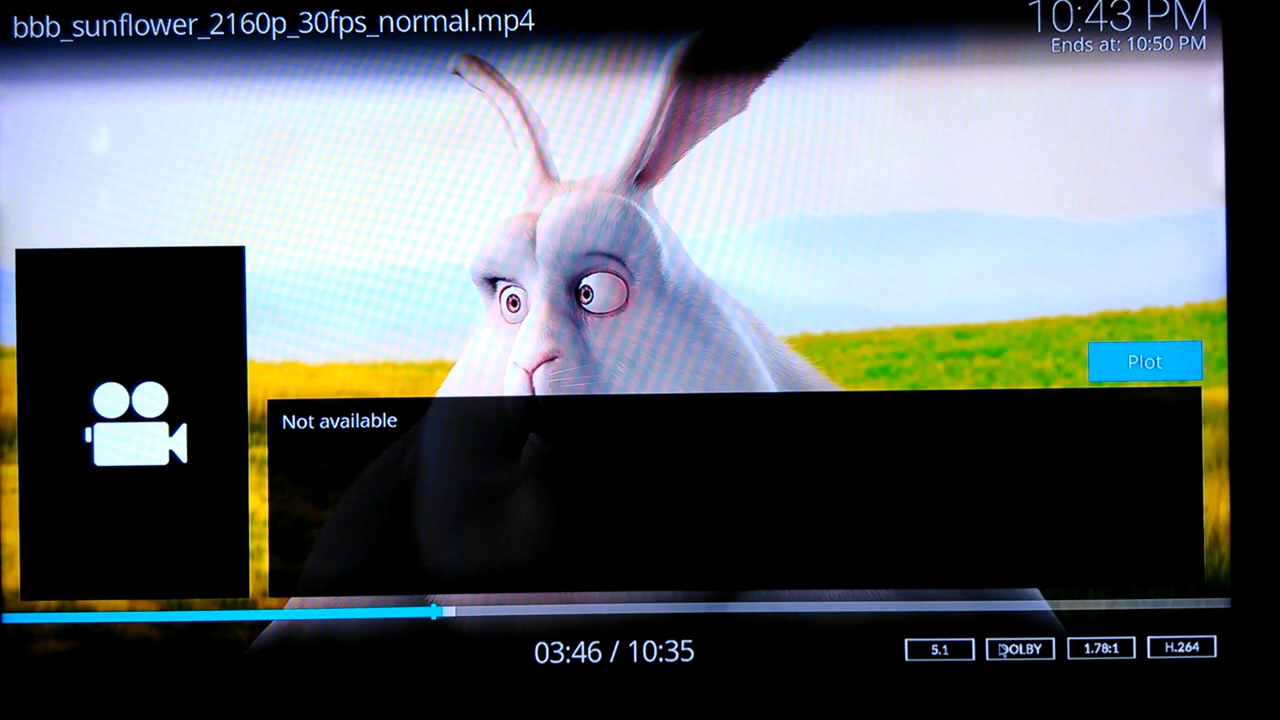 bbb_sunflower_2160p_30fps_normal.mp4
10:43 PM
Ends at: 10:50 PM
Plot
Not available
03:46 / 10:35
5.1
DOLBY
1.78:1
H.264